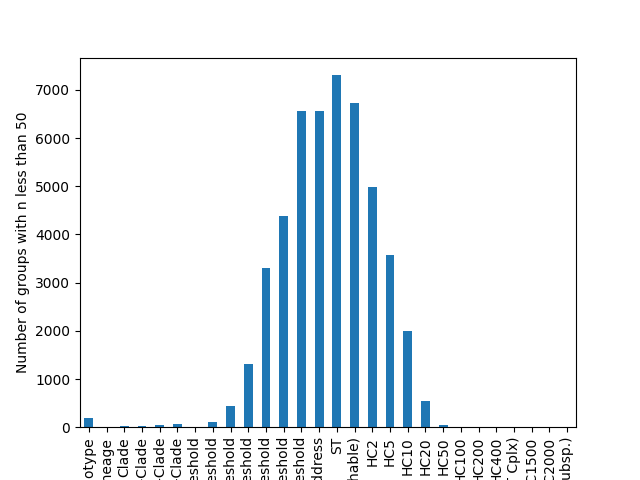 Number of groups with n less than 50
7000
6000
5000
4000
3000
2000
1000
0
otype
neage
Clade
-Clade
-Clade
-Clade
eshold
eshold
eshold
eshold
eshold
eshold
eshold
ddress
ST
hable)
HC2
HC5
HC10
HC20
HC50
HC100
HC200
HC400
Cplx)
C1500
C2000
ubsp.)